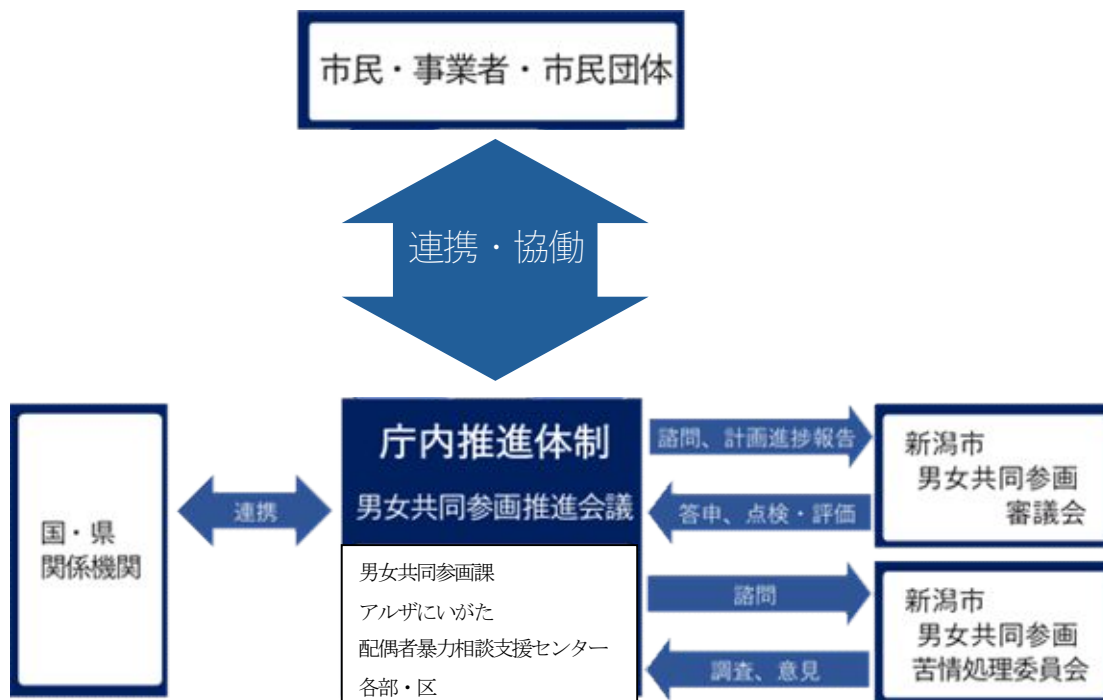 市民・事業者・市民団体
連携・協働
国・県
関係機関
連携
庁内推進体制
男女共同参画推進会議
男女共同参画課
アルザにいがた
配偶者暴力相談支援センター
各部・区
諮問、計画進捗報告
答申、点検・評価
新潟市
男女共同参画
審議会
諮問
調査、意見
新潟市
男女共同参画
苦情処理委員会